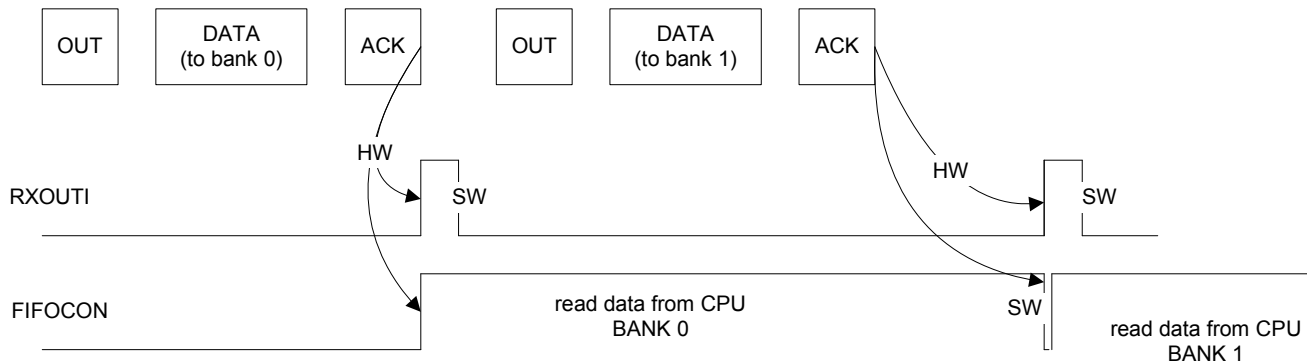 OUT
DATA
(to bank 0)
ACK
OUT
DATA
(to bank 1)
ACK
HW
HW
RXOUTI
SW
SW
FIFOCON
read data from CPU
BANK 0
SW
read data from CPU
BANK 1